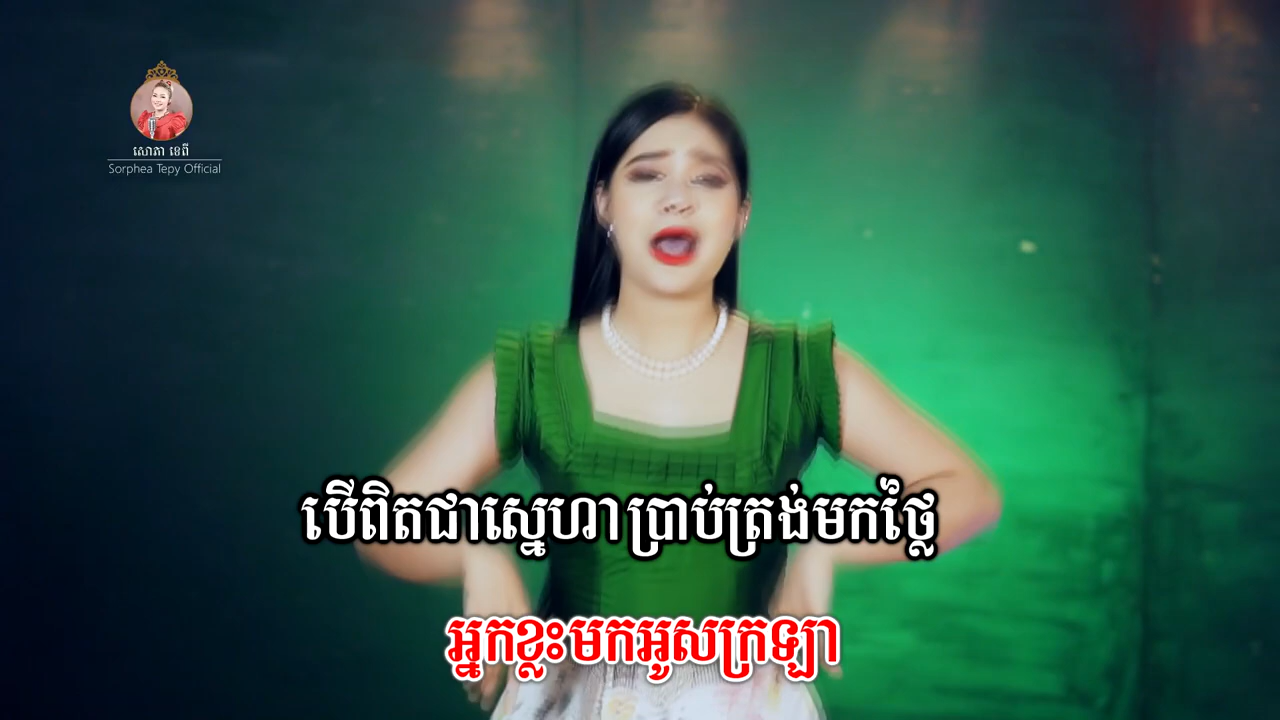 សោភា ខេពី
Sorphea Tepy Official
បើពិតជាស្នេហា ប្រាប់ត្រង់មកថ្លៃ
អ្នកខ្លះមកអូសក្រឡា